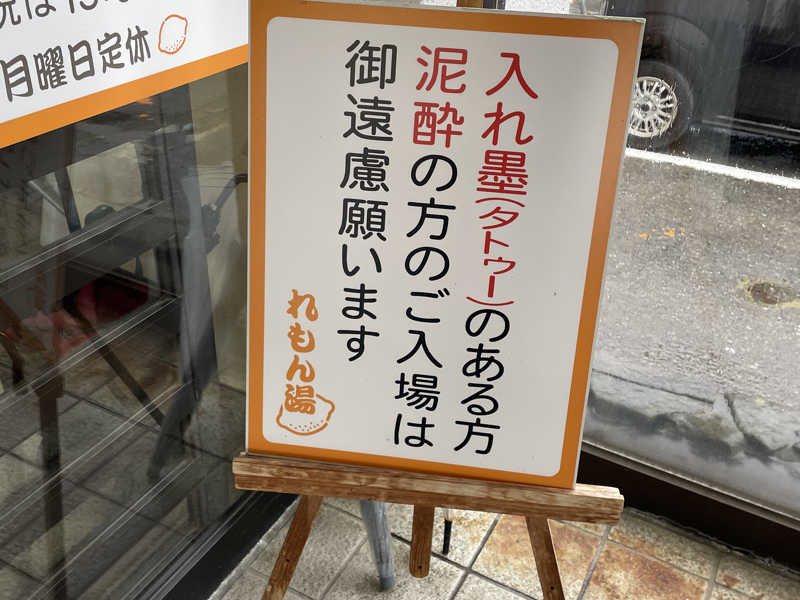 月曜日定休
入れ墨(タトゥー)のある方
泥酔の方のご入場は
御遠慮願います
れもん湯